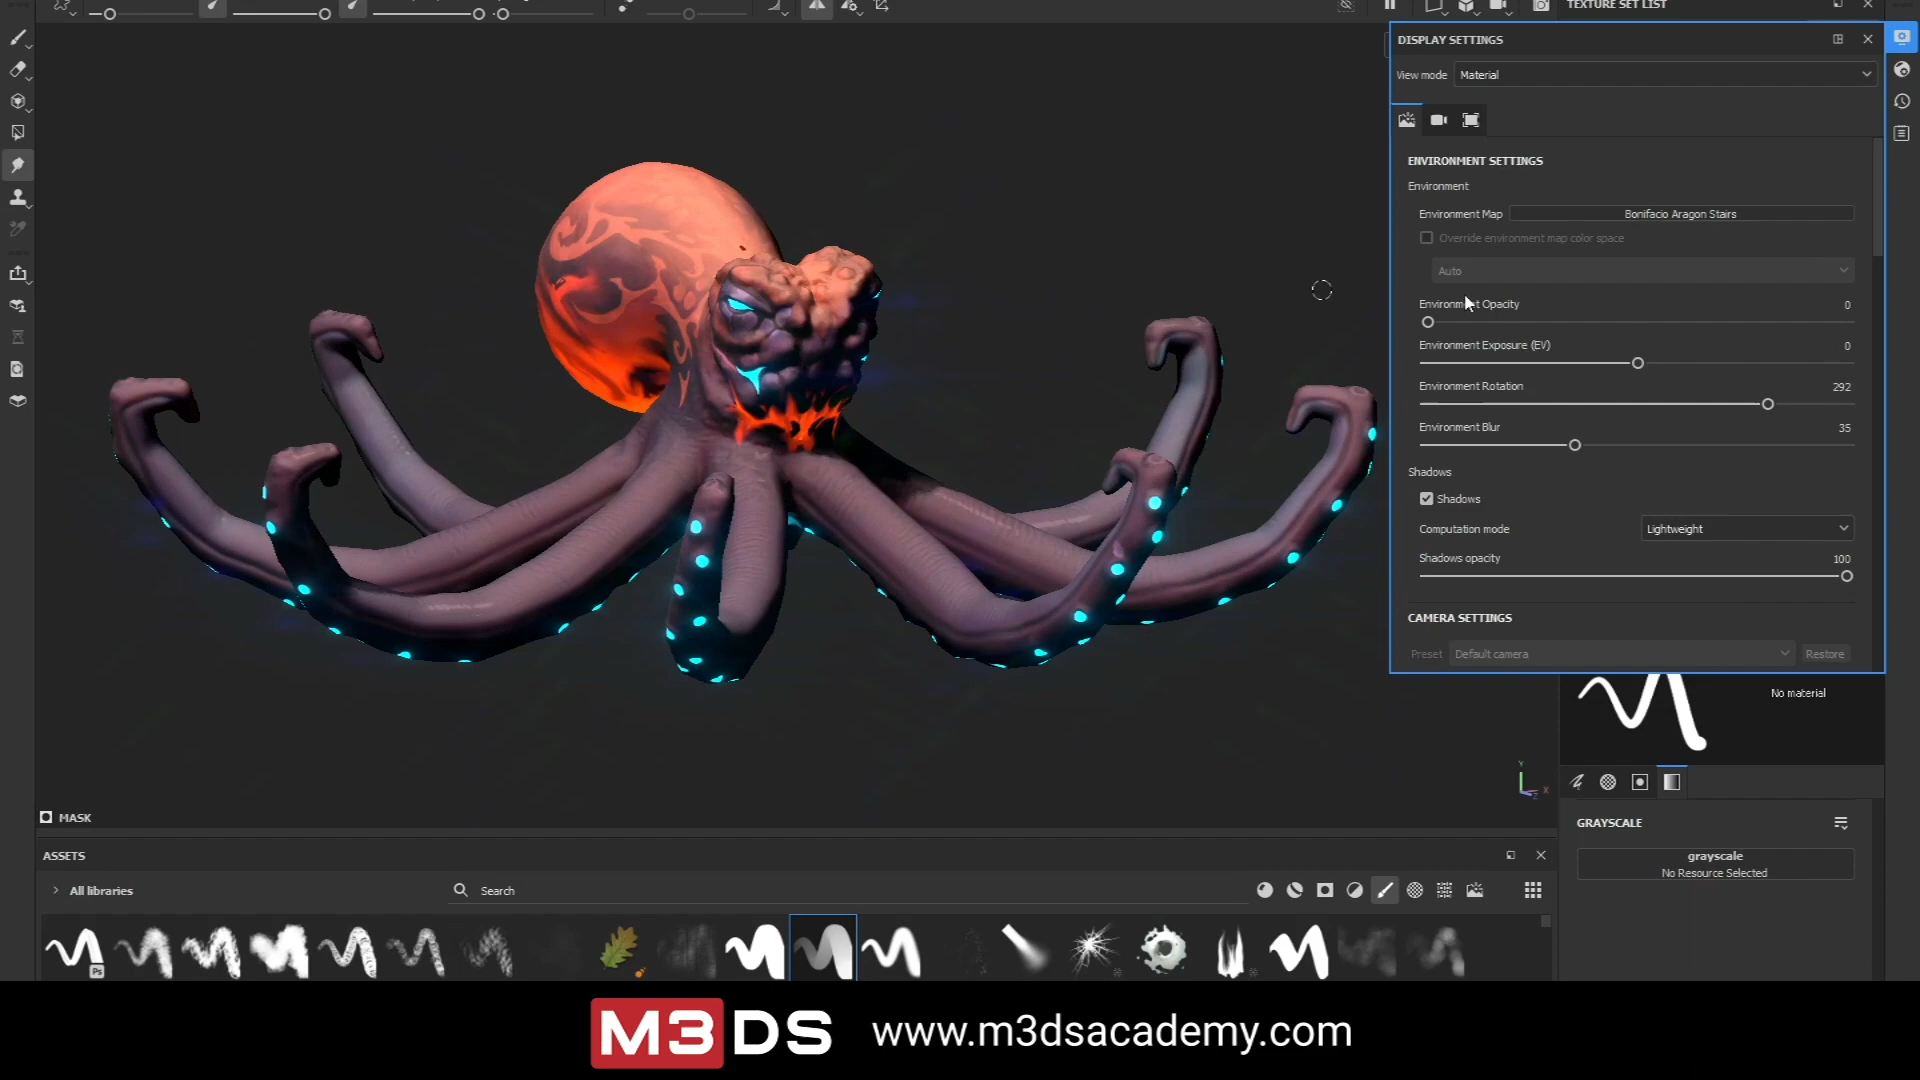 TEXTURE SET LIST
DISPLAY SETTINGS
View mode Material
ENVIRONMENT SETTINGS
Environment
Environment Map Bonifacio Aragon Stairs
Override environment map color space
Auto
Environment Opacity 0
Environment Exposure (EV) 0
Environment Rotation 292
Environment Blur 35
Shadows
Shadows
Computation mode Lightweight
Shadows opacity 100
CAMERA SETTINGS
Preset Default camera Restore
No material
Y
X
Z
MASK
GRAYSCALE
grayscale
No Resource Selected
ASSETS
All libraries Search
Ps
M3DS www.m3dsacademy.com